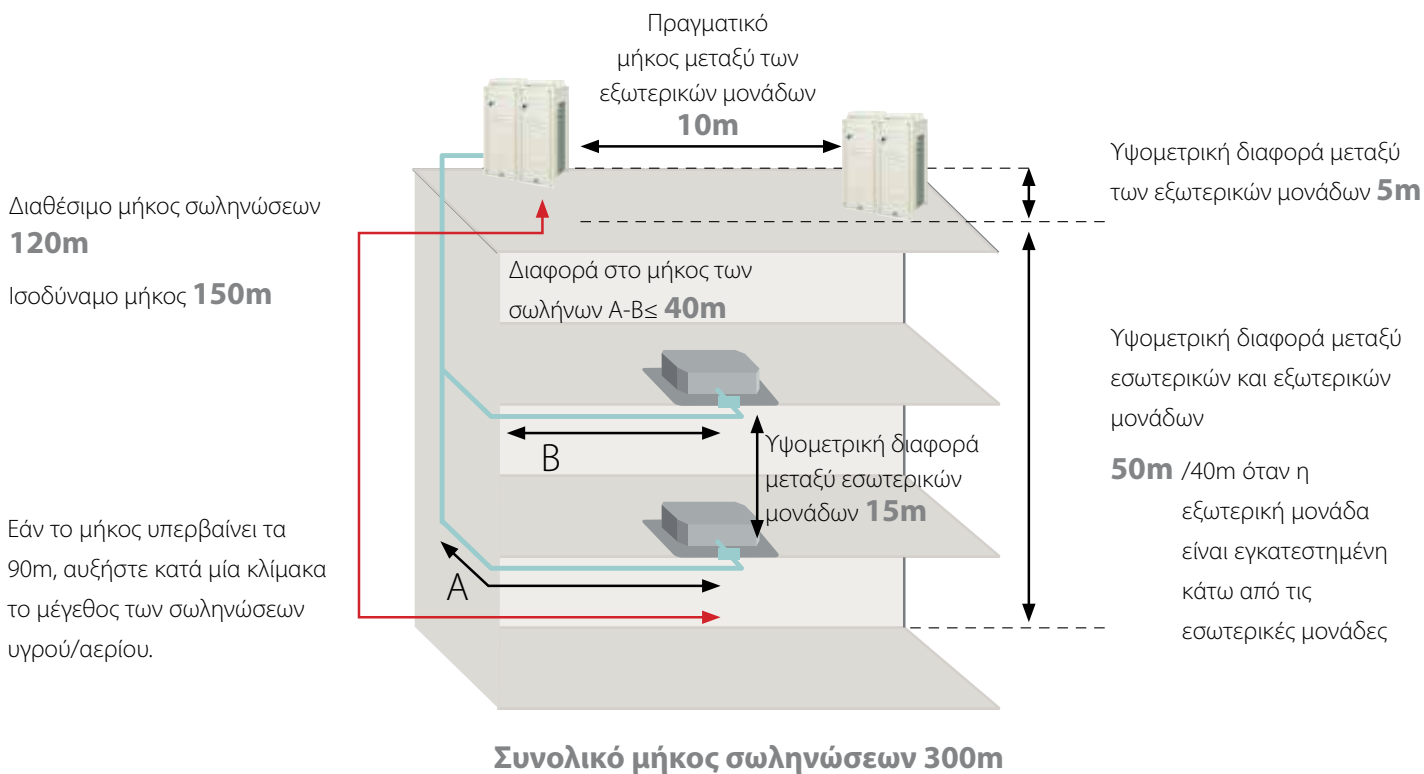 Πραγματικό
μήκος μεταξύ των
εξωτερικών μονάδων
10m
Υψομετρική διαφορά μεταξύ
των εξωτερικών μονάδων 5m
Διαθέσιμο μήκος σωληνώσεων
120m
Ισοδύναμο μήκος 150m
Διαφορά στο μήκος των
σωλήνων A-B≤ 40m
Υψομετρική διαφορά μεταξύ
εσωτερικών και εξωτερικών
μονάδων
50m /40m όταν η
εξωτερική μονάδα
είναι εγκατεστημένη
κάτω από τις
εσωτερικές μονάδες
B
Υψομετρική διαφορά
μεταξύ εσωτερικών
μονάδων 15m
Εάν το μήκος υπερβαίνει τα
90m, αυξήστε κατά μία κλίμακα
το μέγεθος των σωληνώσεων
υγρού/αερίου.
A
Συνολικό μήκος σωληνώσεων 300m